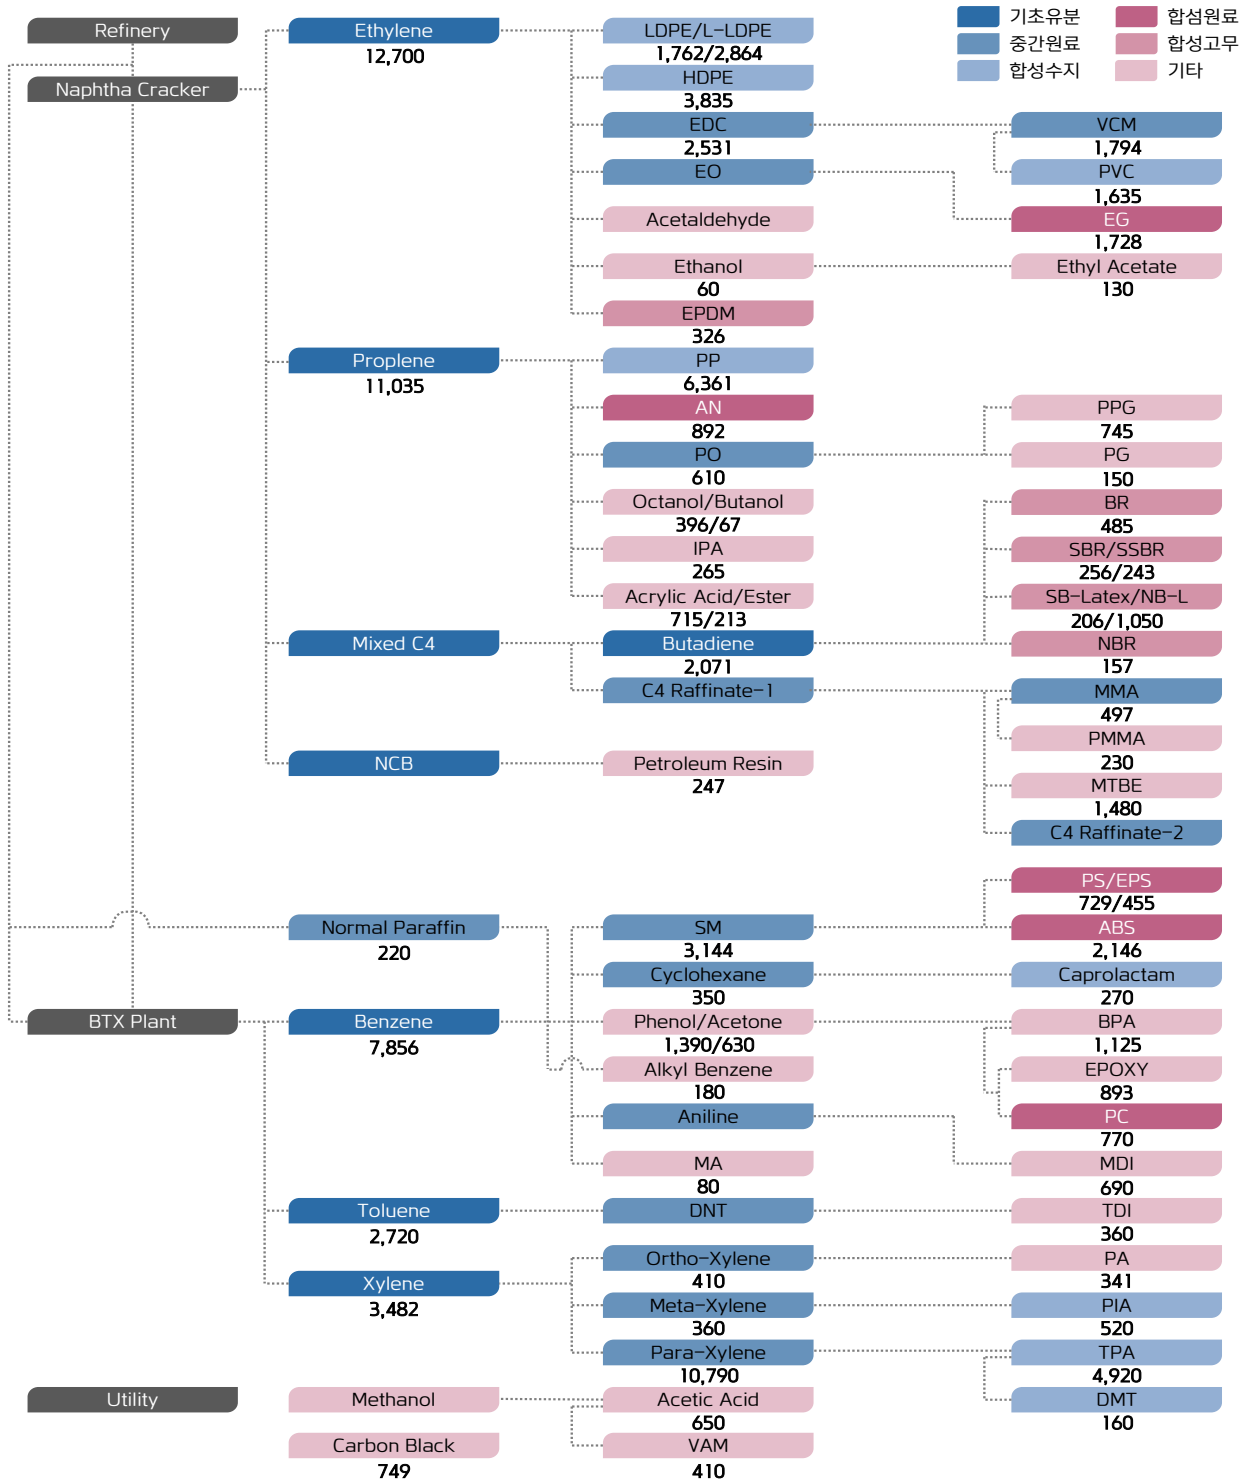 기초유분
합섬원료
중간원료
합성고무
합성수지
기타
Refinery
Naphtha Cracker
Ethylene
12,700
LDPE/L-LDPE
1,762/2,864
HDPE
3,835
EDC
2,531
VCM
1,794
EO
PVC
1,635
Acetaldehyde
EG
1,728
Ethanol
60
Ethyl Acetate
130
EPDM
326
Proplene
11,035
PP
6,361
AN
892
PPG
745
PO
610
PG
150
Octanol/Butanol
396/67
BR
485
IPA
265
SBR/SSBR
256/243
Acrylic Acid/Ester
715/213
SB-Latex/NB-L
206/1,050
Mixed C4
Butadiene
2,071
NBR
157
C4 Raffinate-1
MMA
497
PMMA
230
NCB
Petroleum Resin
247
MTBE
1,480
C4 Raffinate-2
PS/EPS
729/455
Normal Paraffin
220
SM
3,144
ABS
2,146
Cyclohexane
350
Caprolactam
270
BTX Plant
Benzene
7,856
Phenol/Acetone
1,390/630
BPA
1,125
Alkyl Benzene
180
EPOXY
893
Aniline
PC
770
MA
80
MDI
690
Toluene
2,720
DNT
TDI
360
Xylene
3,482
Ortho-Xylene
410
PA
341
Meta-Xylene
360
PIA
520
Para-Xylene
10,790
TPA
4,920
Utility
Methanol
Acetic Acid
650
DMT
160
Carbon Black
749
VAM
410